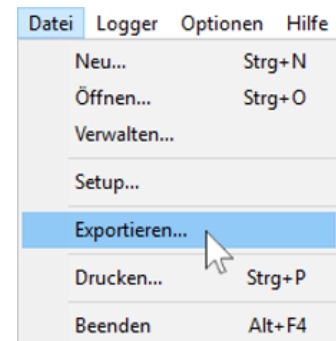 Datei Logger Optionen Hilfe
Neu... Strg+N
Öffnen... Strg+O
Verwalten...
Setup...
Exportieren...
Drucken... Strg+P
Beenden Alt+F4